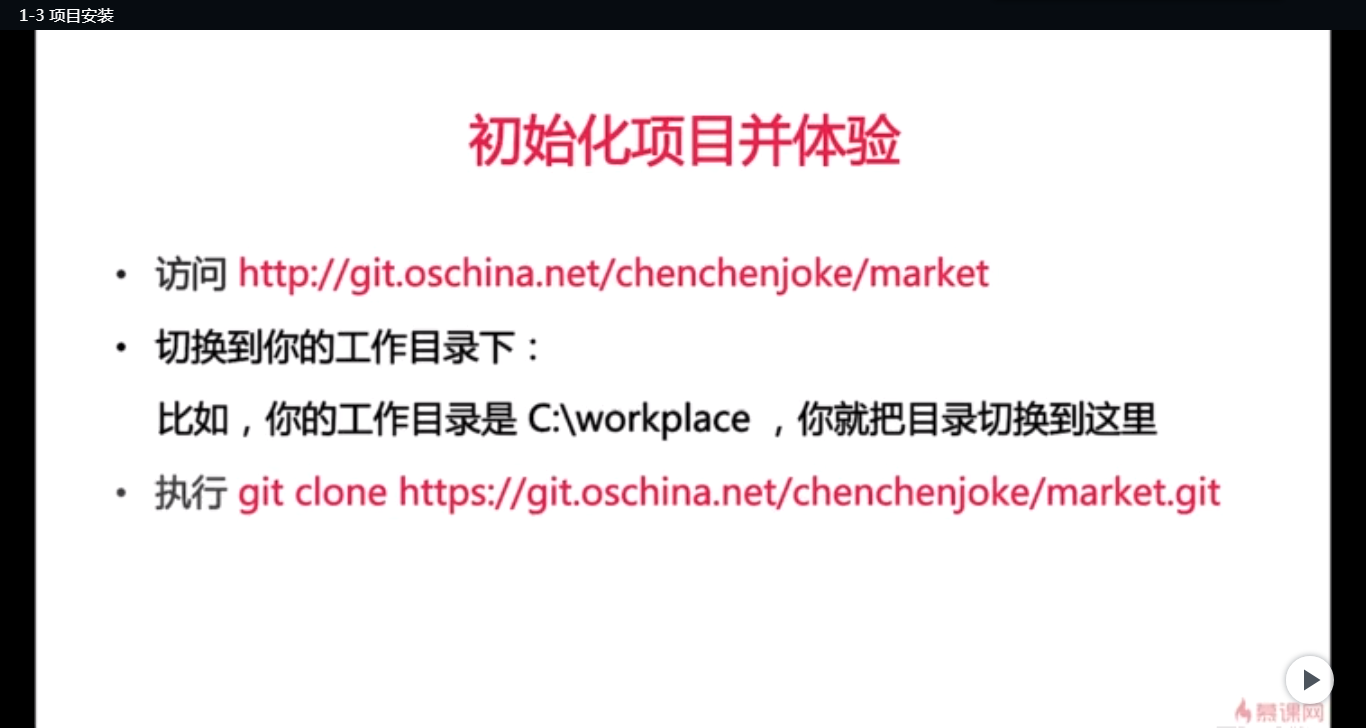 1-3 项目安装
初始化项目并体验
• 访问 http://git.oschina.net/chenchenjoke/market
• 切换到你的工作目录下：
比如，你的工作目录是 C:\workplace ，你就把目录切换到这里
• 执行 git clone https://git.oschina.net/chenchenjoke/market.git
慕课网